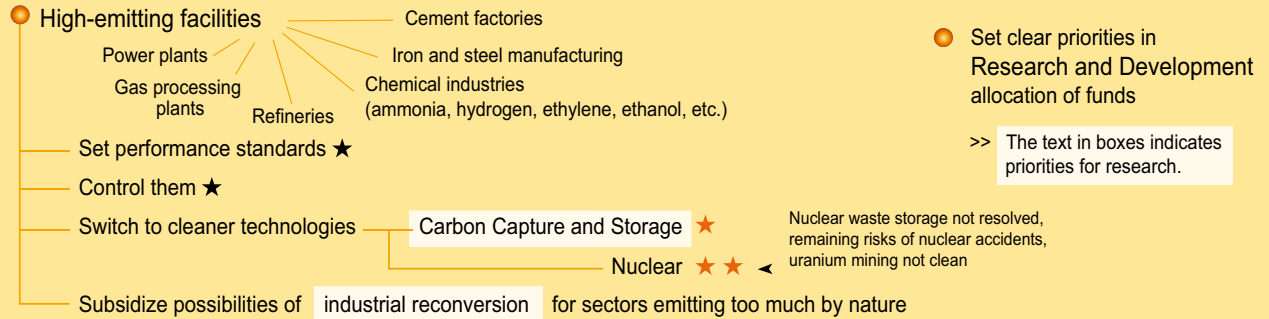 High-emitting facilities
Cement factories
Power plants
Iron and steel manufacturing
Gas processing
plants
Refineries
Chemical industries
(ammonia, hydrogen, ethylene, ethanol, etc.)
Set performance standards ★
Control them ★
Switch to cleaner technologies
Carbon Capture and Storage ★
Nuclear ★ ★
Nuclear waste storage not resolved,
remaining risks of nuclear accidents,
uranium mining not clean
Subsidize possibilities of industrial reconversion for sectors emitting too much by nature
Set clear priorities in
Research and Development
allocation of funds
>> The text in boxes indicates
priorities for research.